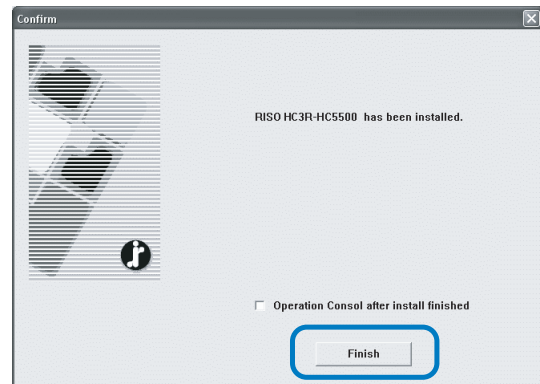 Confirm
RISO HC3R-HC5500 has been installed.
Operation Consol after install finished
Finish